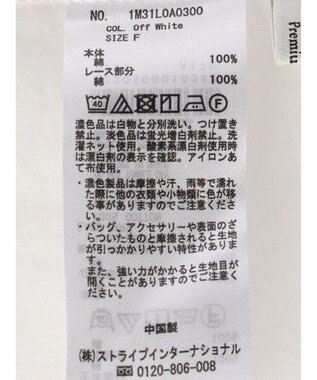 NO. 1M31L0A0300
COL. Off White
SIZE F
本体
綿 100%
レース部分
綿 100%
40
F
濃色品は白物と分別洗い。つけ置き
禁止。淡色品は蛍光増白剤禁止。洗
濯ネット使用。酸素系漂白剤使用時
は漂白剤の表示を確認。アイロンあ
て布使用。
・濃色製品は摩擦や汗、雨等で濡れ
た際に他の衣類や小物類に色が移
る事がありますのでご注意くださ
い。
・バッグ、アクセサリーや表面のざ
らついたものと摩擦されると生地
が引っかかりやすい特性がありま
す。
また、強い力がかかると生地目が
開くことがありますのでご注意く
ださい。
中国製
(株)ストライプインターナショナル
0120-806-008
Premiu